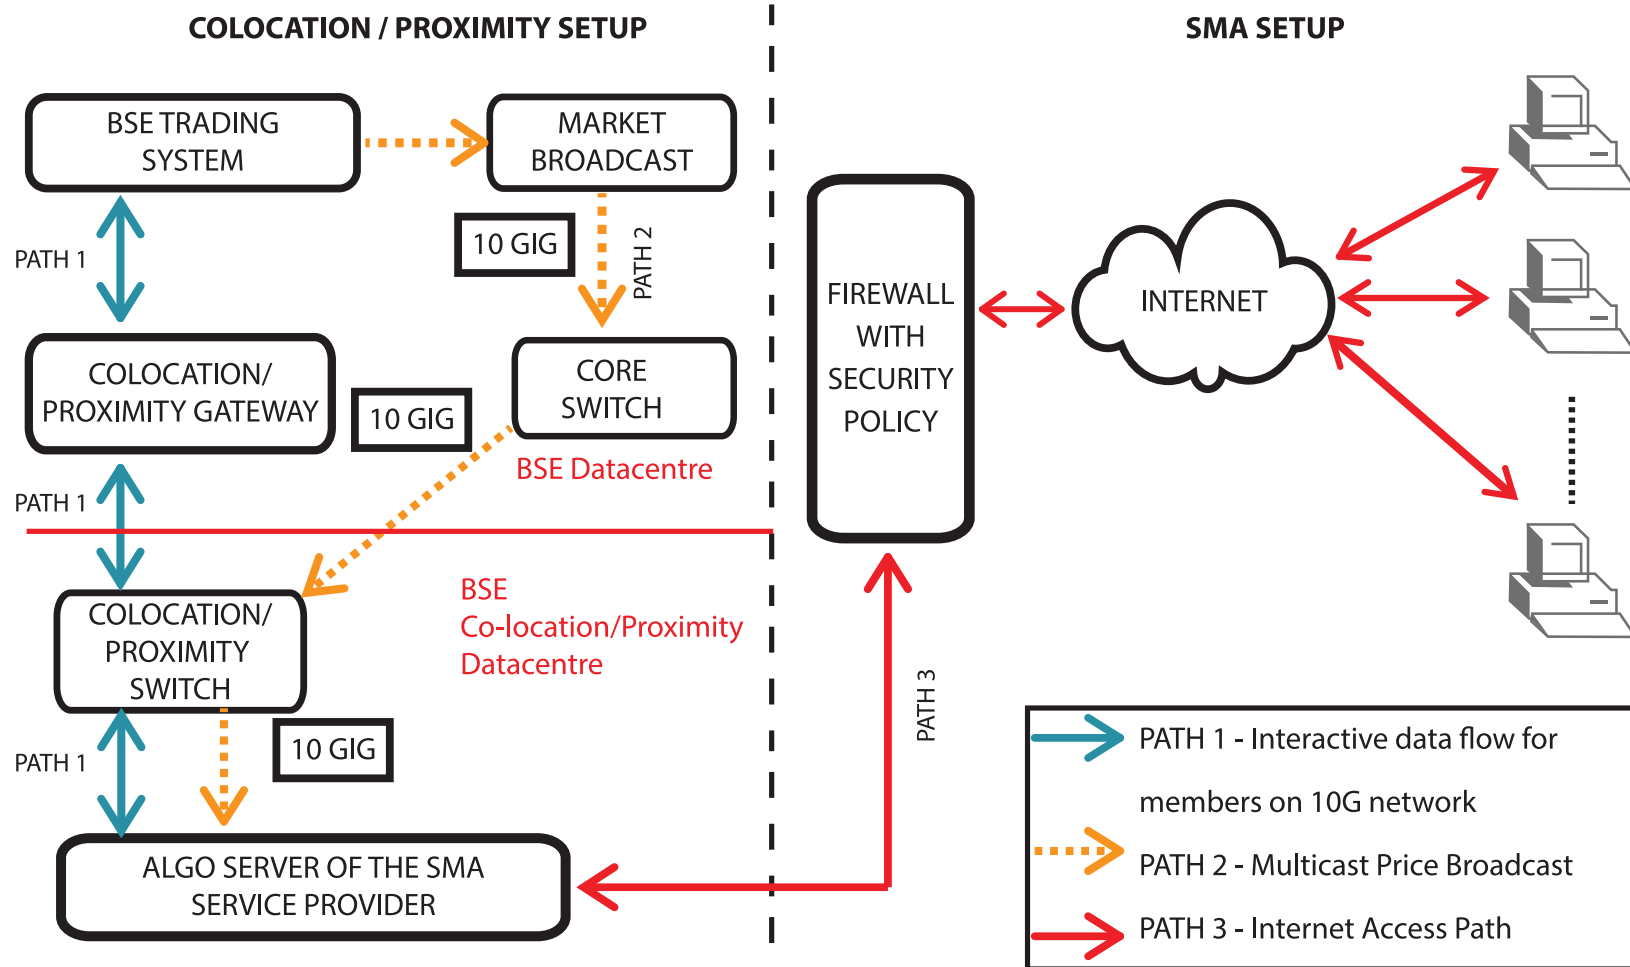 COLOCATION / PROXIMITY SETUP
BSE TRADING
SYSTEM
MARKET
BROADCAST
PATH 1
10 GIG
PATH 2
COLOCATION/
PROXIMITY GATEWAY
10 GIG
CORE
SWITCH
BSE Datacentre
PATH 1
BSE
Co-location/Proximity
Datacentre
COLOCATION/
PROXIMITY
SWITCH
PATH 1
10 GIG
ALGO SERVER OF THE SMA
SERVICE PROVIDER
SMA SETUP
FIREWALL
WITH
SECURITY
POLICY
INTERNET
PATH 3
PATH 1 - Interactive data flow for
members on 10G network
PATH 2 - Multicast Price Broadcast
PATH 3 - Internet Access Path